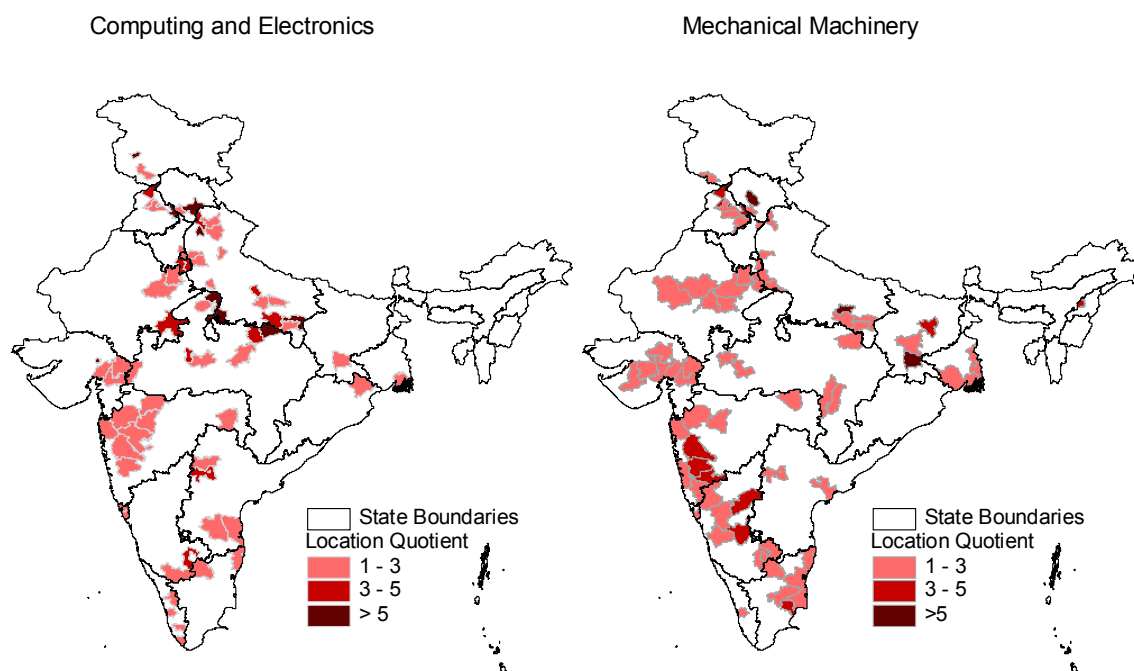 Computing and Electronics
Mechanical Machinery
State Boundaries
Location Quotient
1 - 3
3 - 5
> 5
State Boundaries
Location Quotient
1 - 3
3 - 5
>5